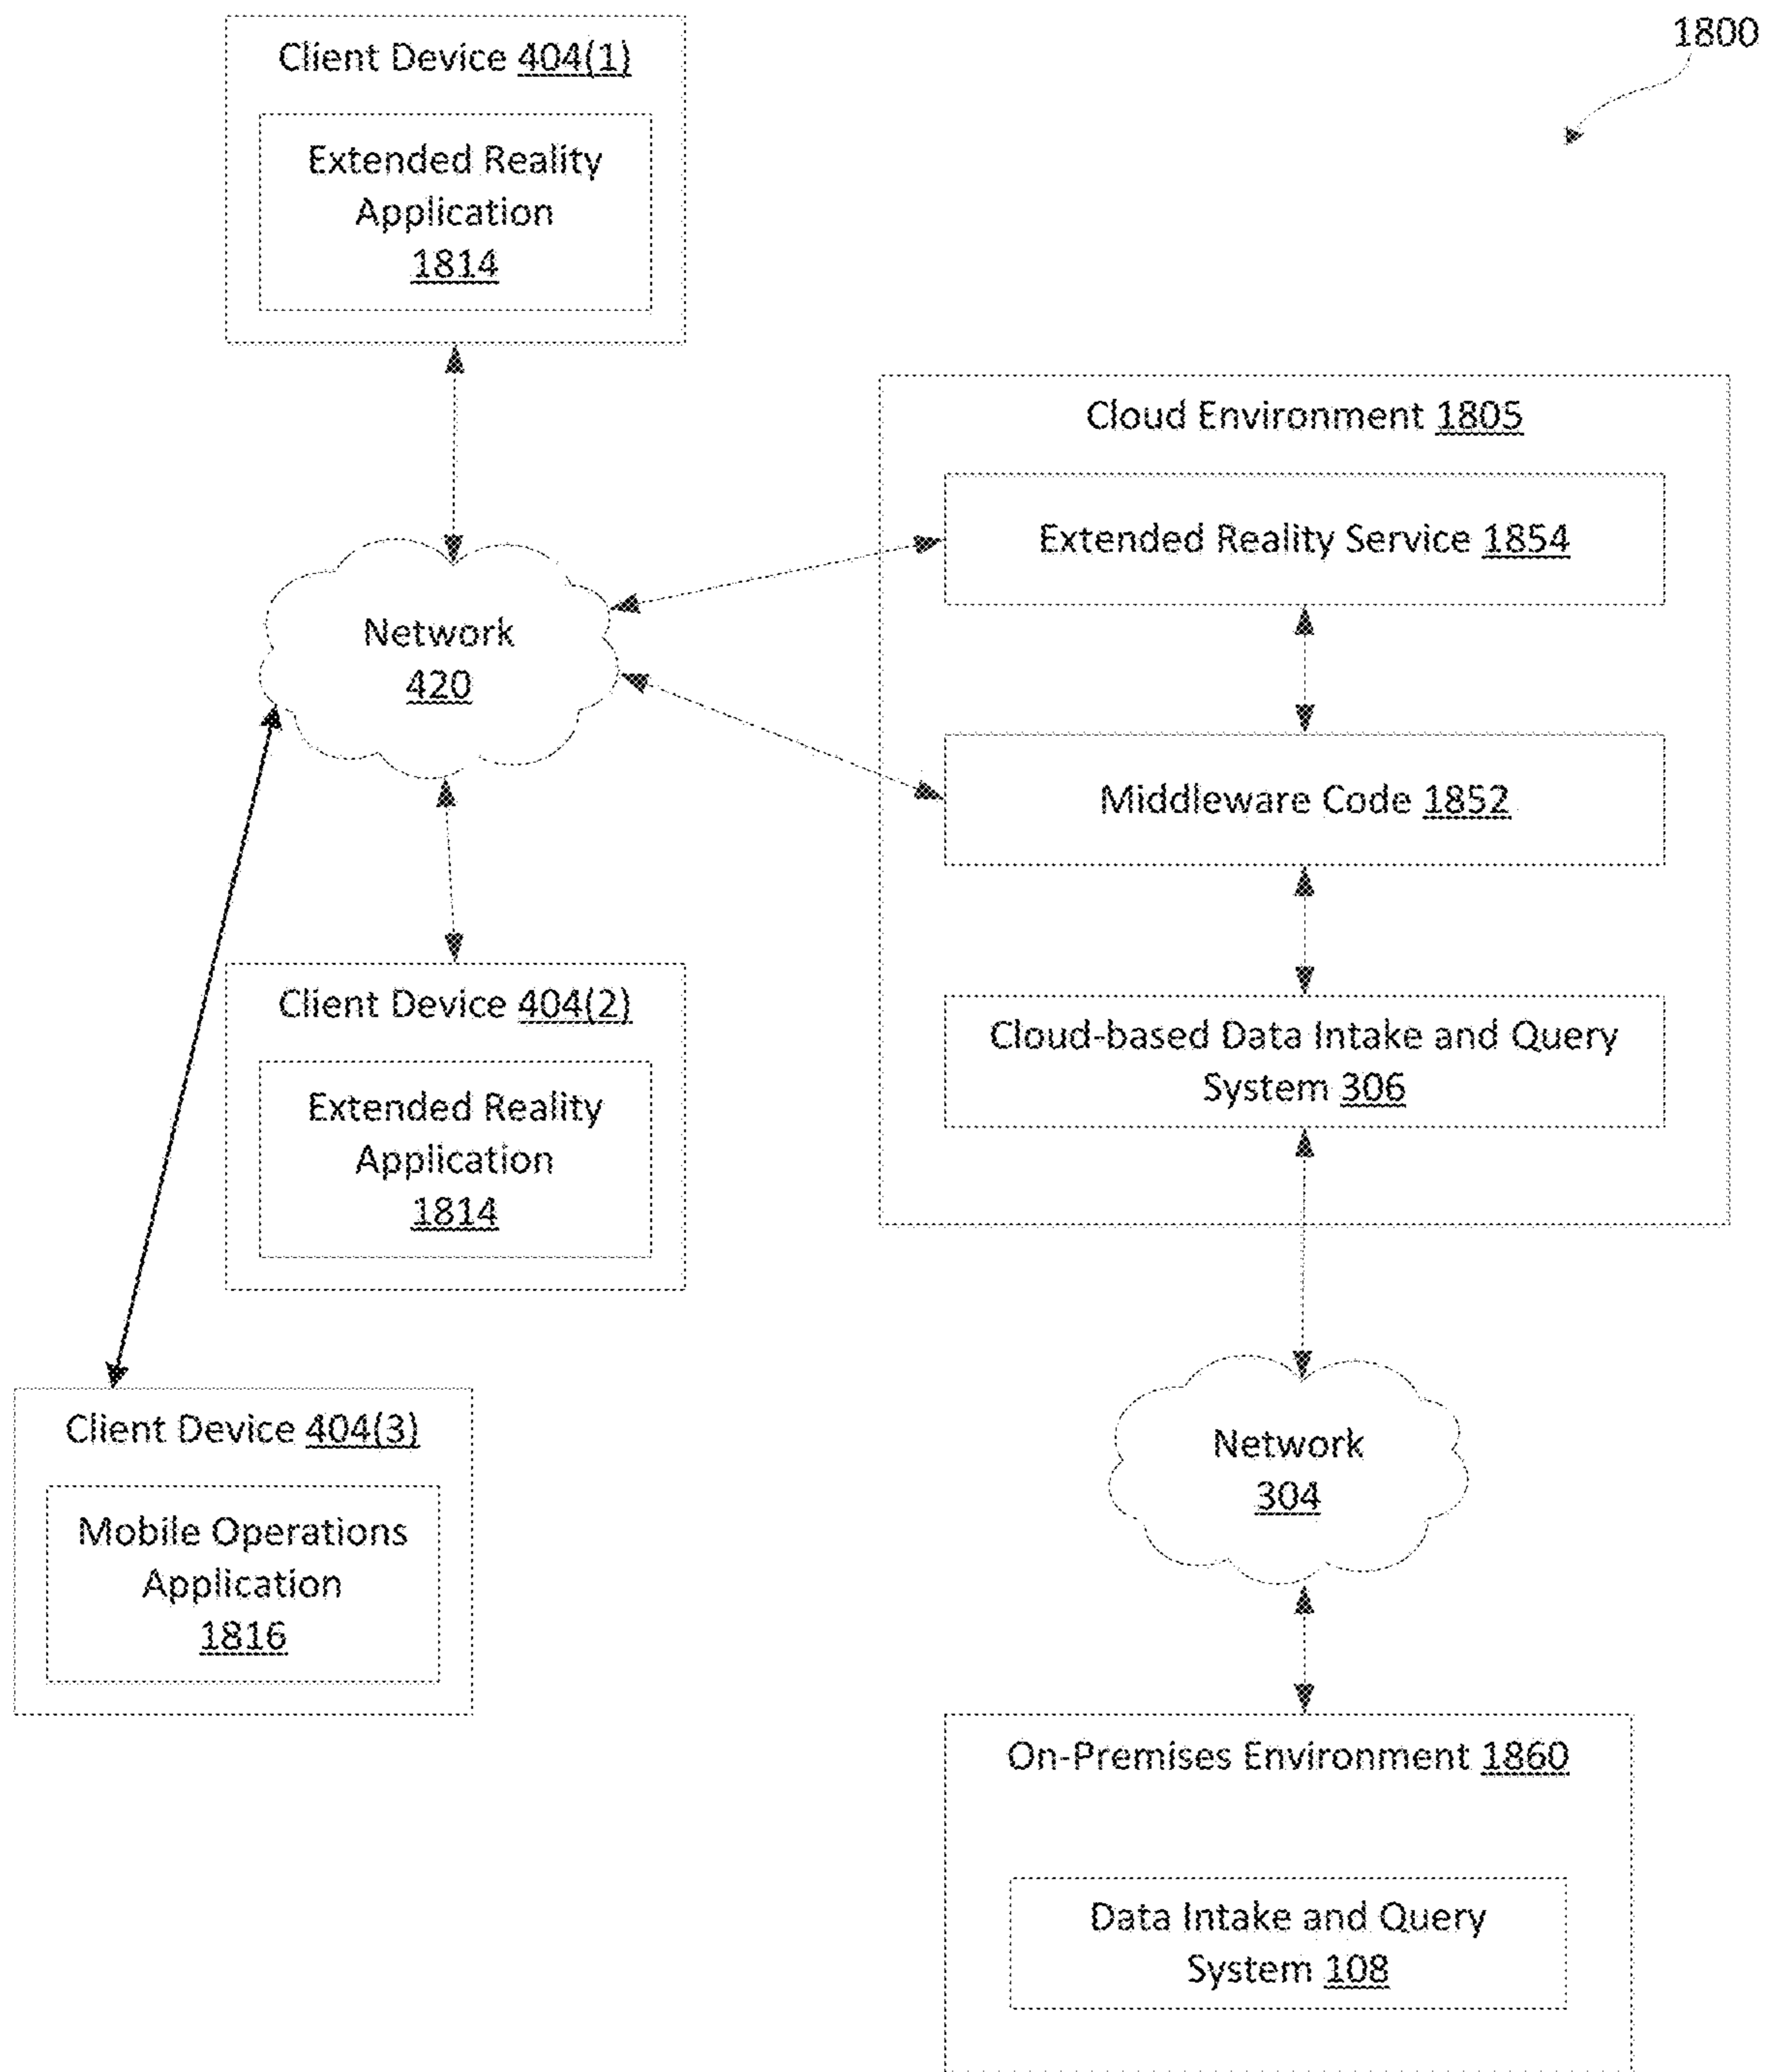 1800
Client Device 404(1)
Extended Reality
Application
1814
Cloud Environment 1805
Extended Reality Service 1854
Network
420
Middleware Code 1852
Client Device 404(2)
Extended Reality
Application
1814
Cloud-based Data Intake and Query
System 306
Client Device 404(3)
Mobile Operations
Application
1816
Network
304
On-Premises Environment 1860
Data Intake and Query
System 108